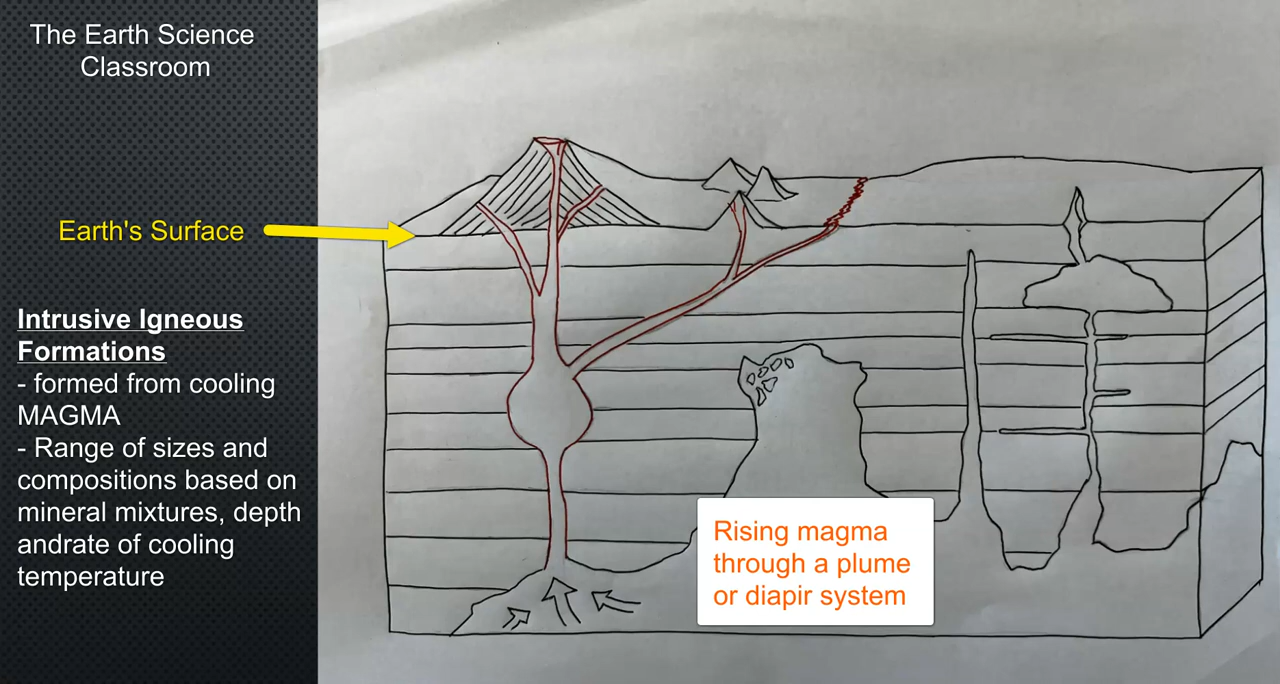 The Earth Science
Classroom
Earth's Surface
Intrusive Igneous
Formations
- formed from cooling
MAGMA
- Range of sizes and
compositions based on
mineral mixtures, depth
andrate of cooling
temperature
Rising magma
through a plume
or diapir system